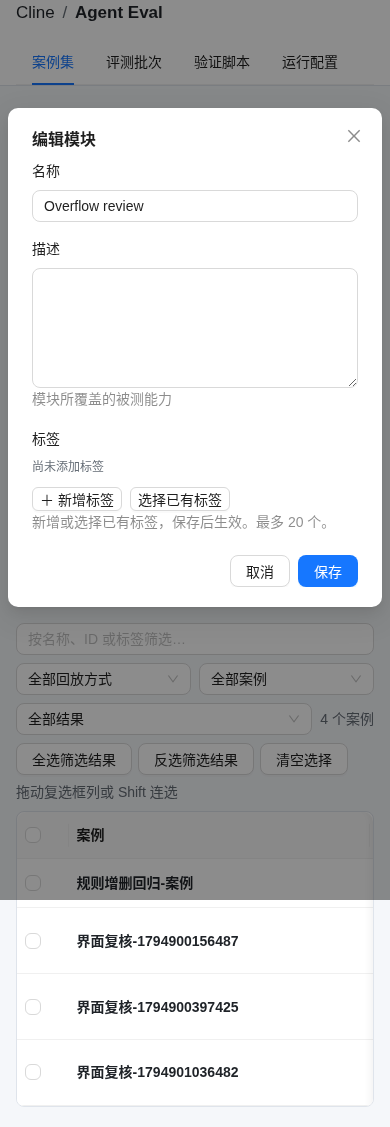 Cline / Agent Eval
案例集 评测批次 验证脚本 运行配置
编辑模块
名称
Overflow review
描述
模块所覆盖的被测能力
标签
尚未添加标签
新增标签 选择已有标签
新增或选择已有标签，保存后生效。最多 20 个。
取消 保存
按名称、ID 或标签筛选…
全部回放方式 全部案例
全部结果 4 个案例
全选筛选结果 反选筛选结果 清空选择
拖动复选框列或 Shift 连选
案例
规则增删回归-案例
界面复核-1794900156487
界面复核-1794900397425
界面复核-1794901036482